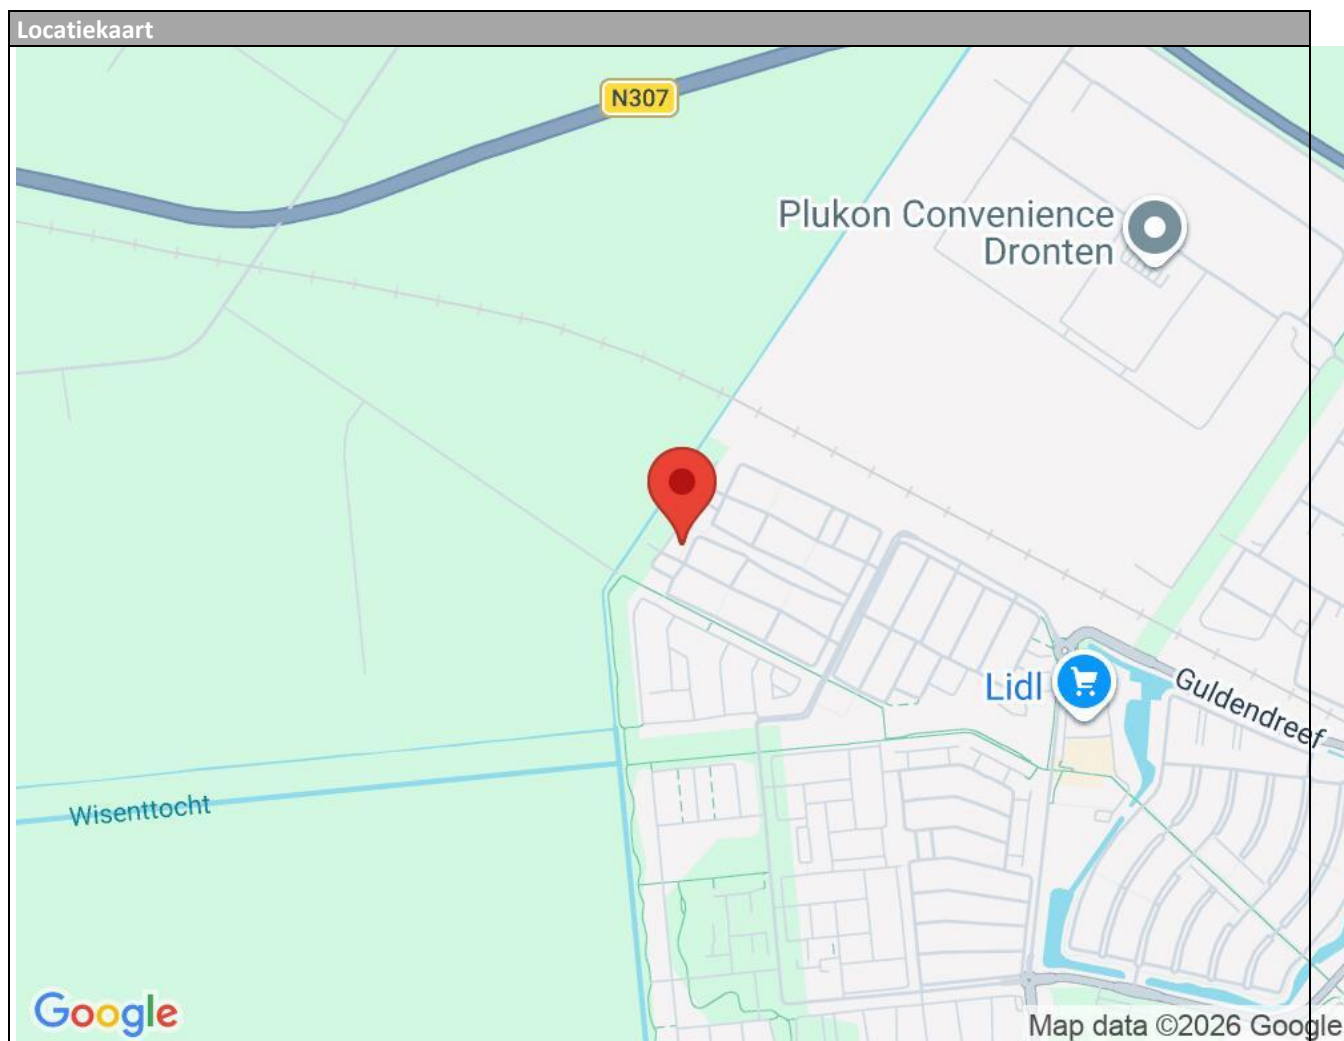 Locatiekaart
N307
Plukon Convenience
Dronten
Lidl
Guldendreef
Wisenttocht
Google
Map data ©2026 Google